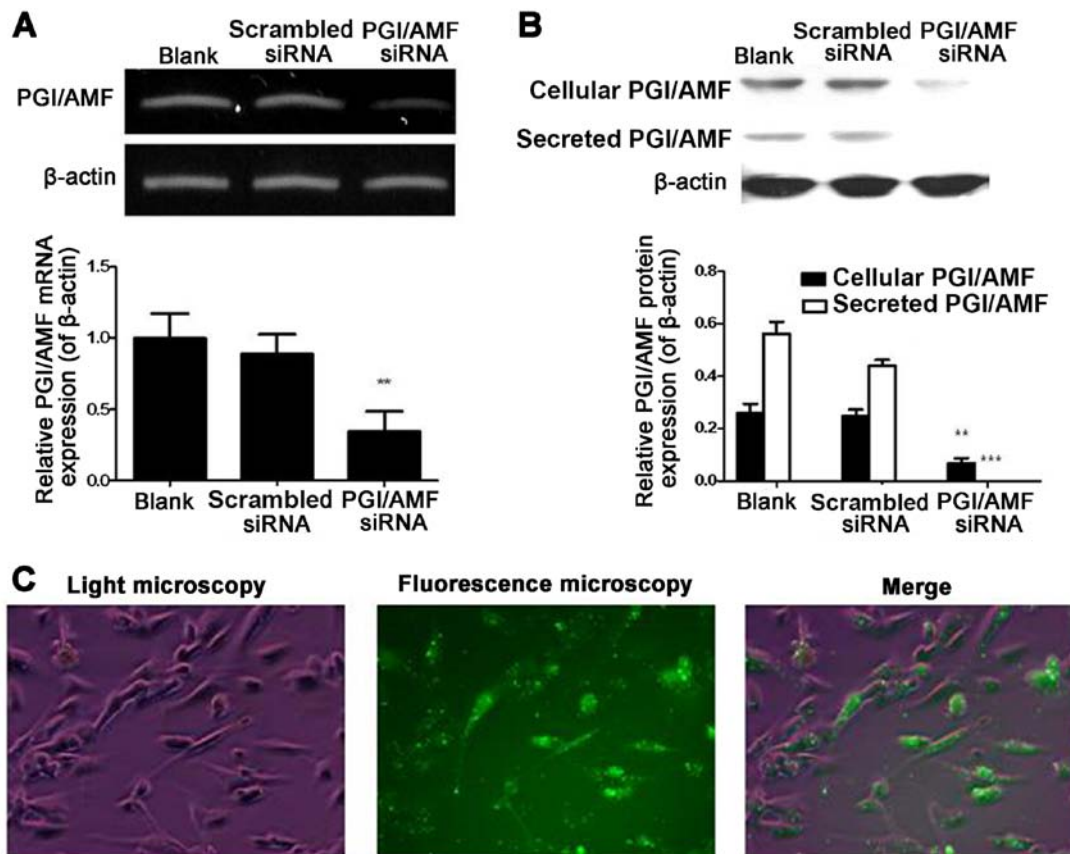 A
Blank
Scrambled
siRNA
PGI/AMF
siRNA
PGI/AMF
β-actin
Relative PGI/AMF mRNA
expression (of β-actin)
1.5
1.0
0.5
0.0
**
Blank
Scrambled
siRNA
PGI/AMF
siRNA
B
Blank
Scrambled
siRNA
PGI/AMF
siRNA
Cellular PGI/AMF
Secreted PGI/AMF
β-actin
Relative PGI/AMF protein
expression (of β-actin)
0.8
0.6
0.4
0.2
0.0
Cellular PGI/AMF
Secreted PGI/AMF
**
***
Blank
Scrambled
siRNA
PGI/AMF
siRNA
C
Light microscopy
Fluorescence microscopy
Merge